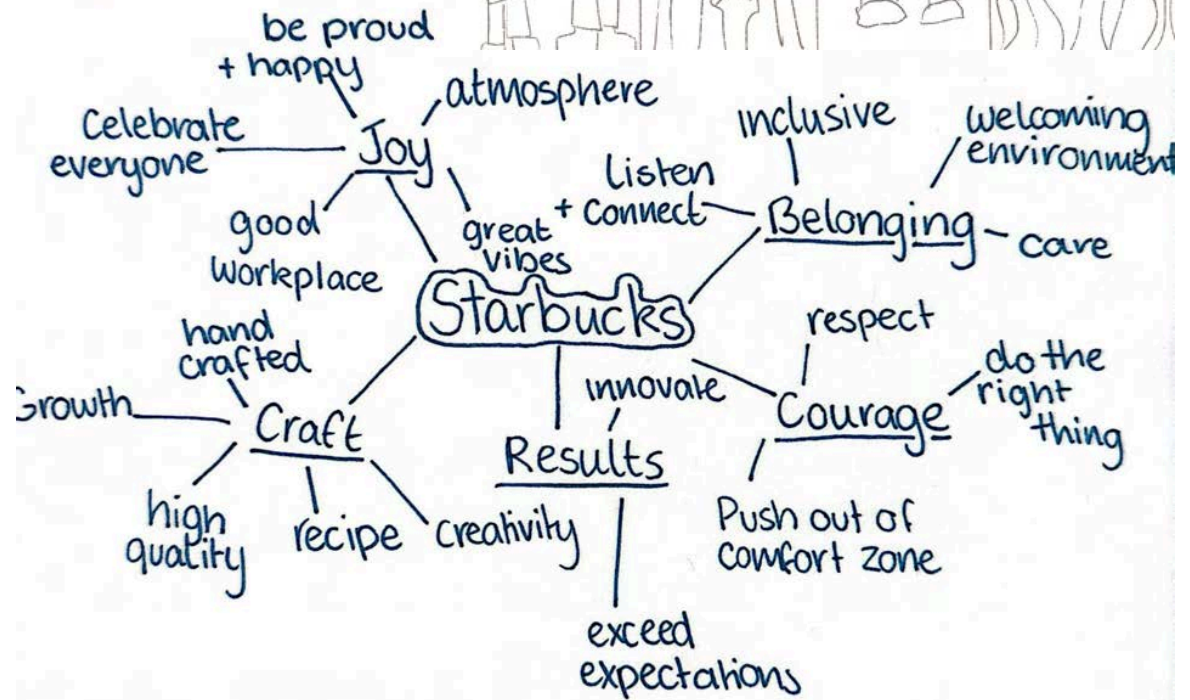 be proud
+ happy
atmosphere
Celebrate
everyone
Joy
good
workplace
great
vibes
inclusive
welcoming
environment
Listen
+ Connect
Belonging
care
Starbucks
hand
crafted
Growth
Craft
high
quality
recipe
creativity
innovate
Results
exceed
expectations
respect
do the
right
thing
Courage
Push out of
comfort zone